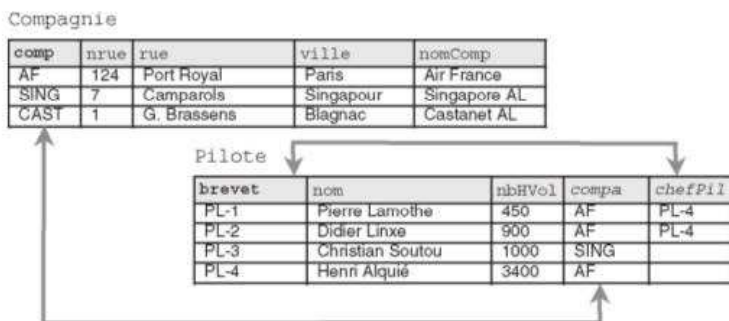 Compagnie
comp nrue rue ville nomComp
AF 124 Port Royal Paris Air France
SING 7 Camparols Singapour Singapore AL
CAST 1 G. Brassens Blagnac Castanet AL
Pilote
brevet nom nbHVol compa chefPil
PL-1 Pierre Lamothe 450 AF PL-4
PL-2 Didier Linxe 900 AF PL-4
PL-3 Christian Soutou 1000 SING
PL-4 Henri Alquié 3400 AF